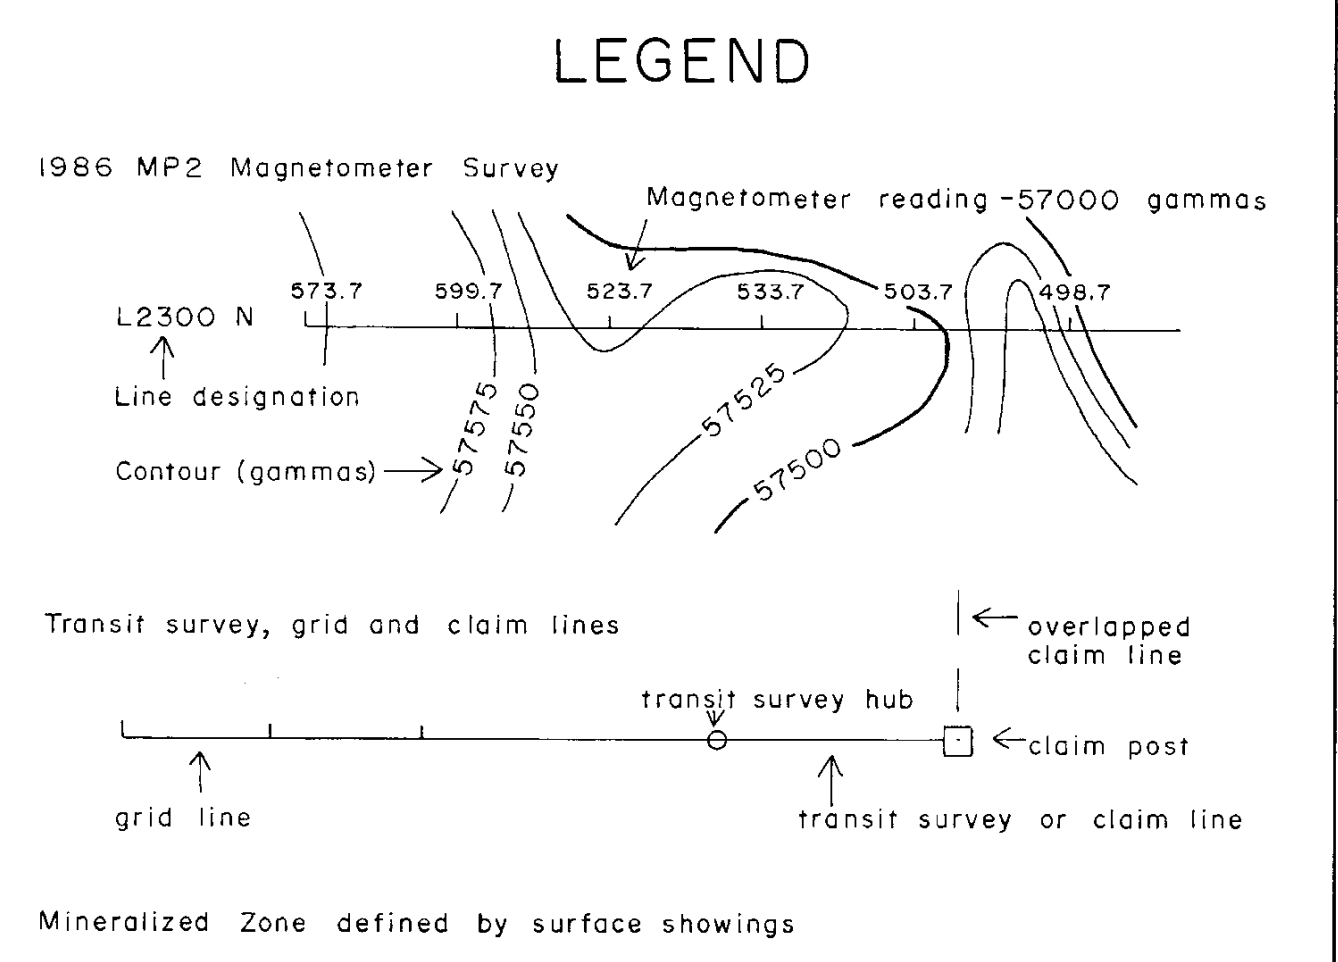 LEGEND
1986 MP2 Magnetometer Survey
Magnetometer reading -57000 gammas
573.7 599.7 523.7 533.7 503.7 498.7
L2300 N
Line designation
57575
57550
57525
Contour (gammas)
57500
Transit survey, grid and claim lines
overlapped
claim line
transit survey hub
claim post
grid line
transit survey or claim line
Mineralized Zone defined by surface showings